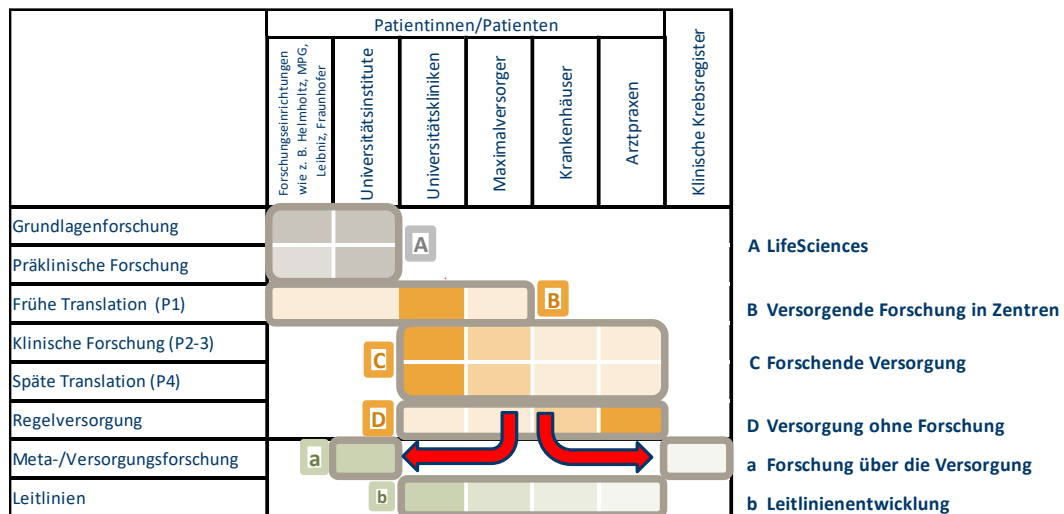 Patientinnen/Patienten
Forschungseinrichtungen
wie z. B. Helmholtz, MPG,
Leibniz, Fraunhofer
Universitätsinstitute
Universitätskliniken
Maximalversorger
Krankenhäuser
Arztpraxen
Klinische Krebsregister
Grundlagenforschung
Präklinische Forschung
Frühe Translation (P1)
Klinische Forschung (P2-3)
Späte Translation (P4)
Regelversorgung
Meta-/Versorgungsforschung
Leitlinien
A
B
C
D
a
b
A LifeSciences
B Versorgende Forschung in Zentren
C Forschende Versorgung
D Versorgung ohne Forschung
a Forschung über die Versorgung
b Leitlinienentwicklung